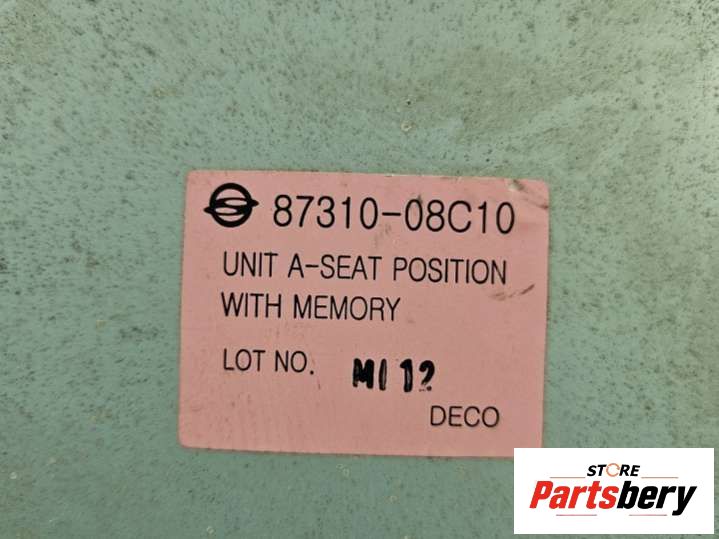 87310-08C10
UNIT A-SEAT POSITION
WITH MEMORY
LOT NO. MI 12
DECO
STORE
Partsbery